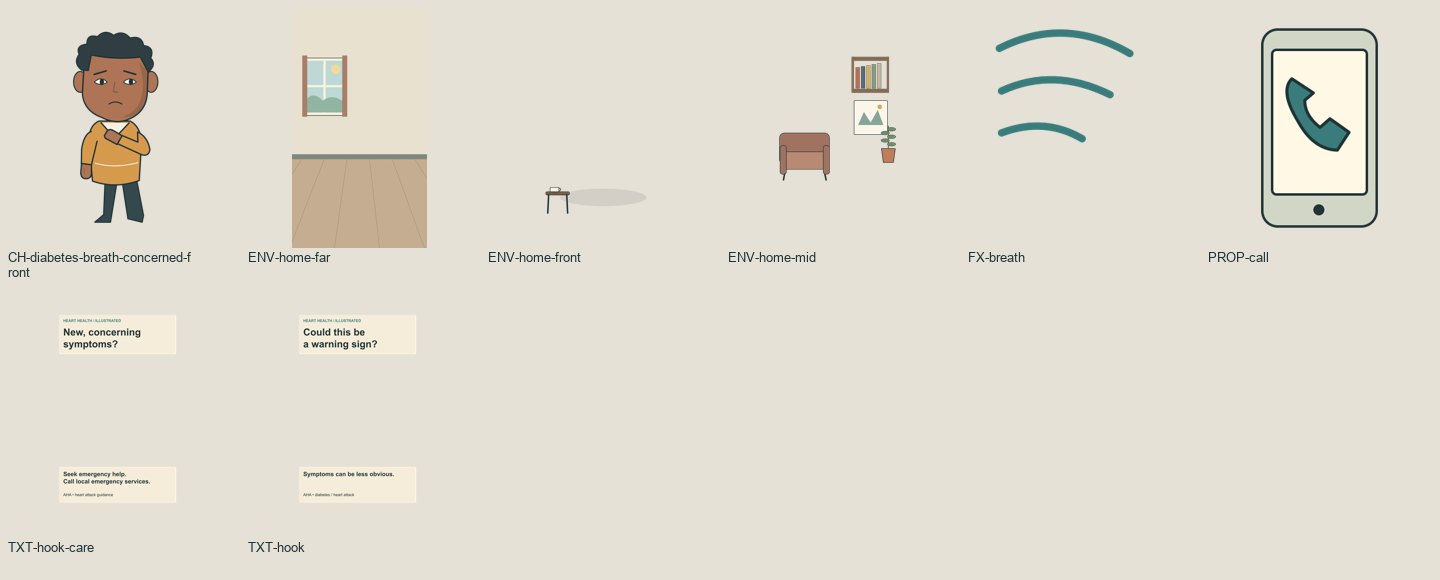 CH-diabetes-breath-concerned-f
ront
ENV-home-far
ENV-home-front
ENV-home-mid
FX-breath
PROP-call
HEART HEALTH / ILLUSTRATED
New, concerning
symptoms?
Seek emergency help.
Call local emergency services.
AHA • heart attack guidance
TXT-hook-care
HEART HEALTH / ILLUSTRATED
Could this be
a warning sign?
Symptoms can be less obvious.
AHA • diabetes / heart attack
TXT-hook